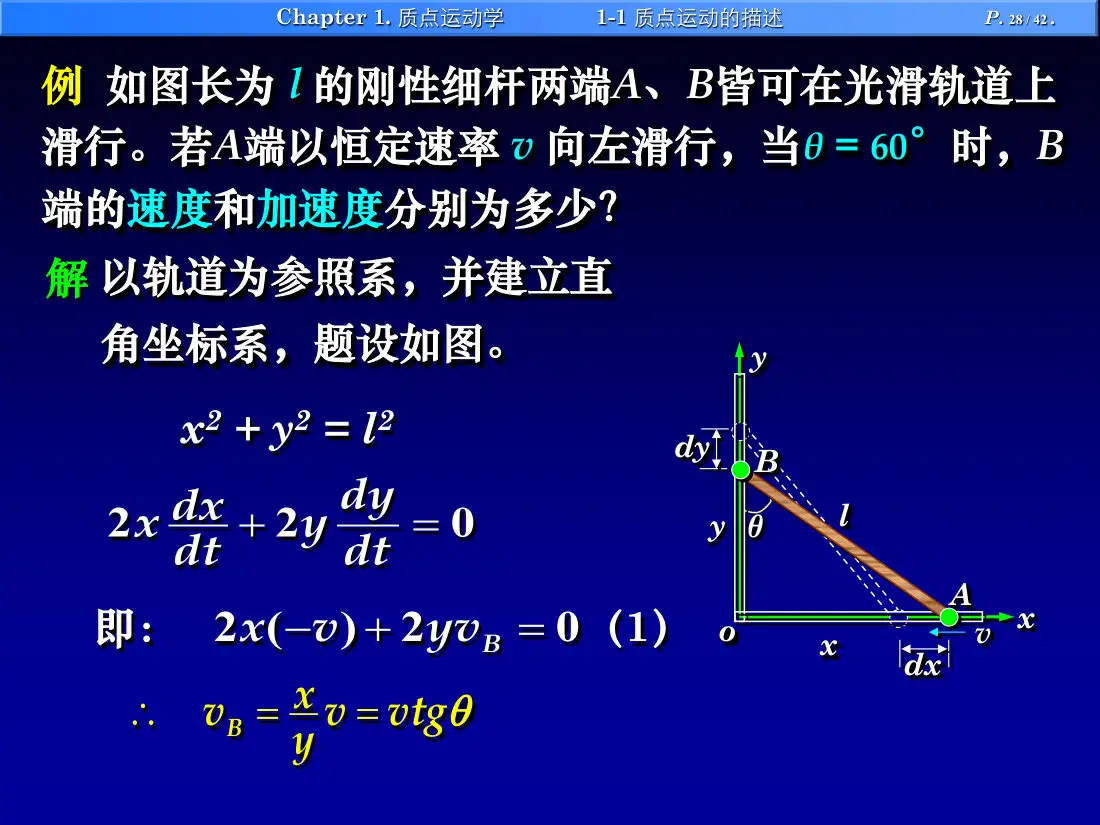 Chapter 1. 质点运动学 1-1 质点运动的描述 P. 28 / 42 .
例 如图长为 l 的刚性细杆两端A、B皆可在光滑轨道上
滑行。若A端以恒定速率 v 向左滑行，当θ = 60°时，B
端的速度和加速度分别为多少？
解 以轨道为参照系，并建立直
角坐标系，题设如图。
x² + y² = l²
2x dx/dt + 2y dy/dt = 0
即： 2x(−v) + 2yv_B = 0（1）
∴ v_B = x/y v = vtgθ
y
dy
B
y θ
l
A
o
x
v
x
dx